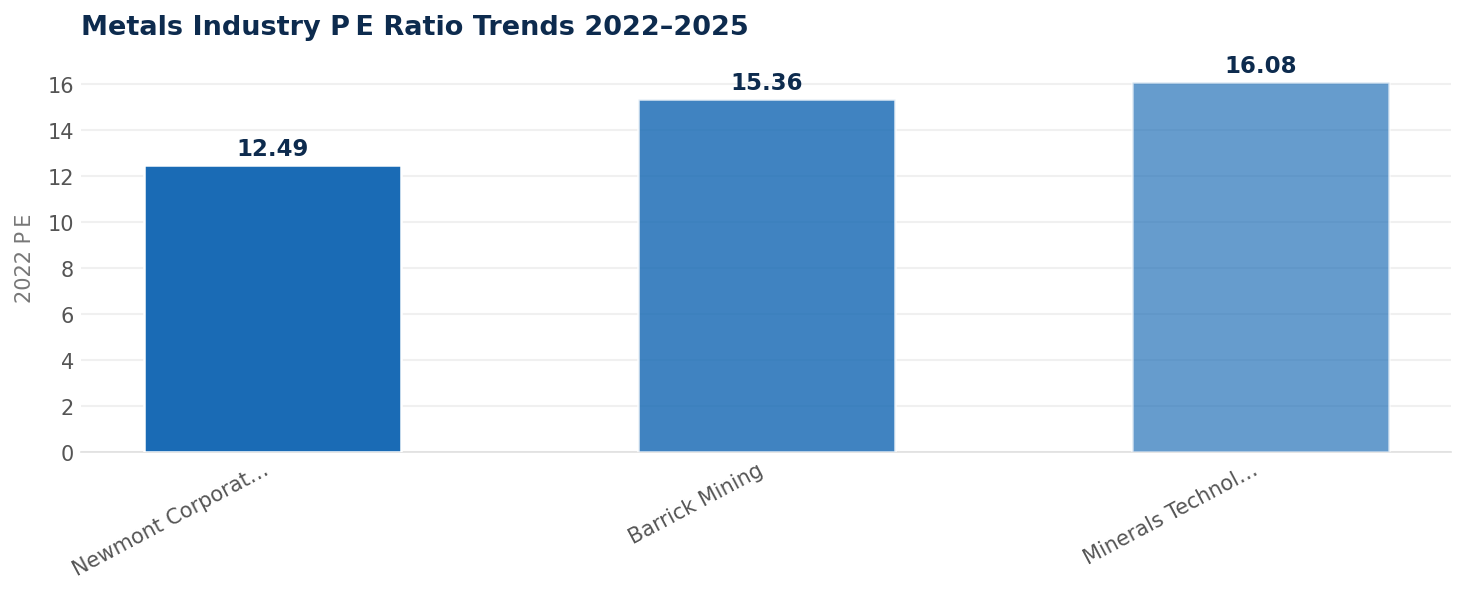 Metals Industry P E Ratio Trends 2022–2025
2022 P E
16
14
12
10
8
6
4
2
0
12.49
15.36
16.08
Newmont Corporat...
Barrick Mining
Minerals Technol...